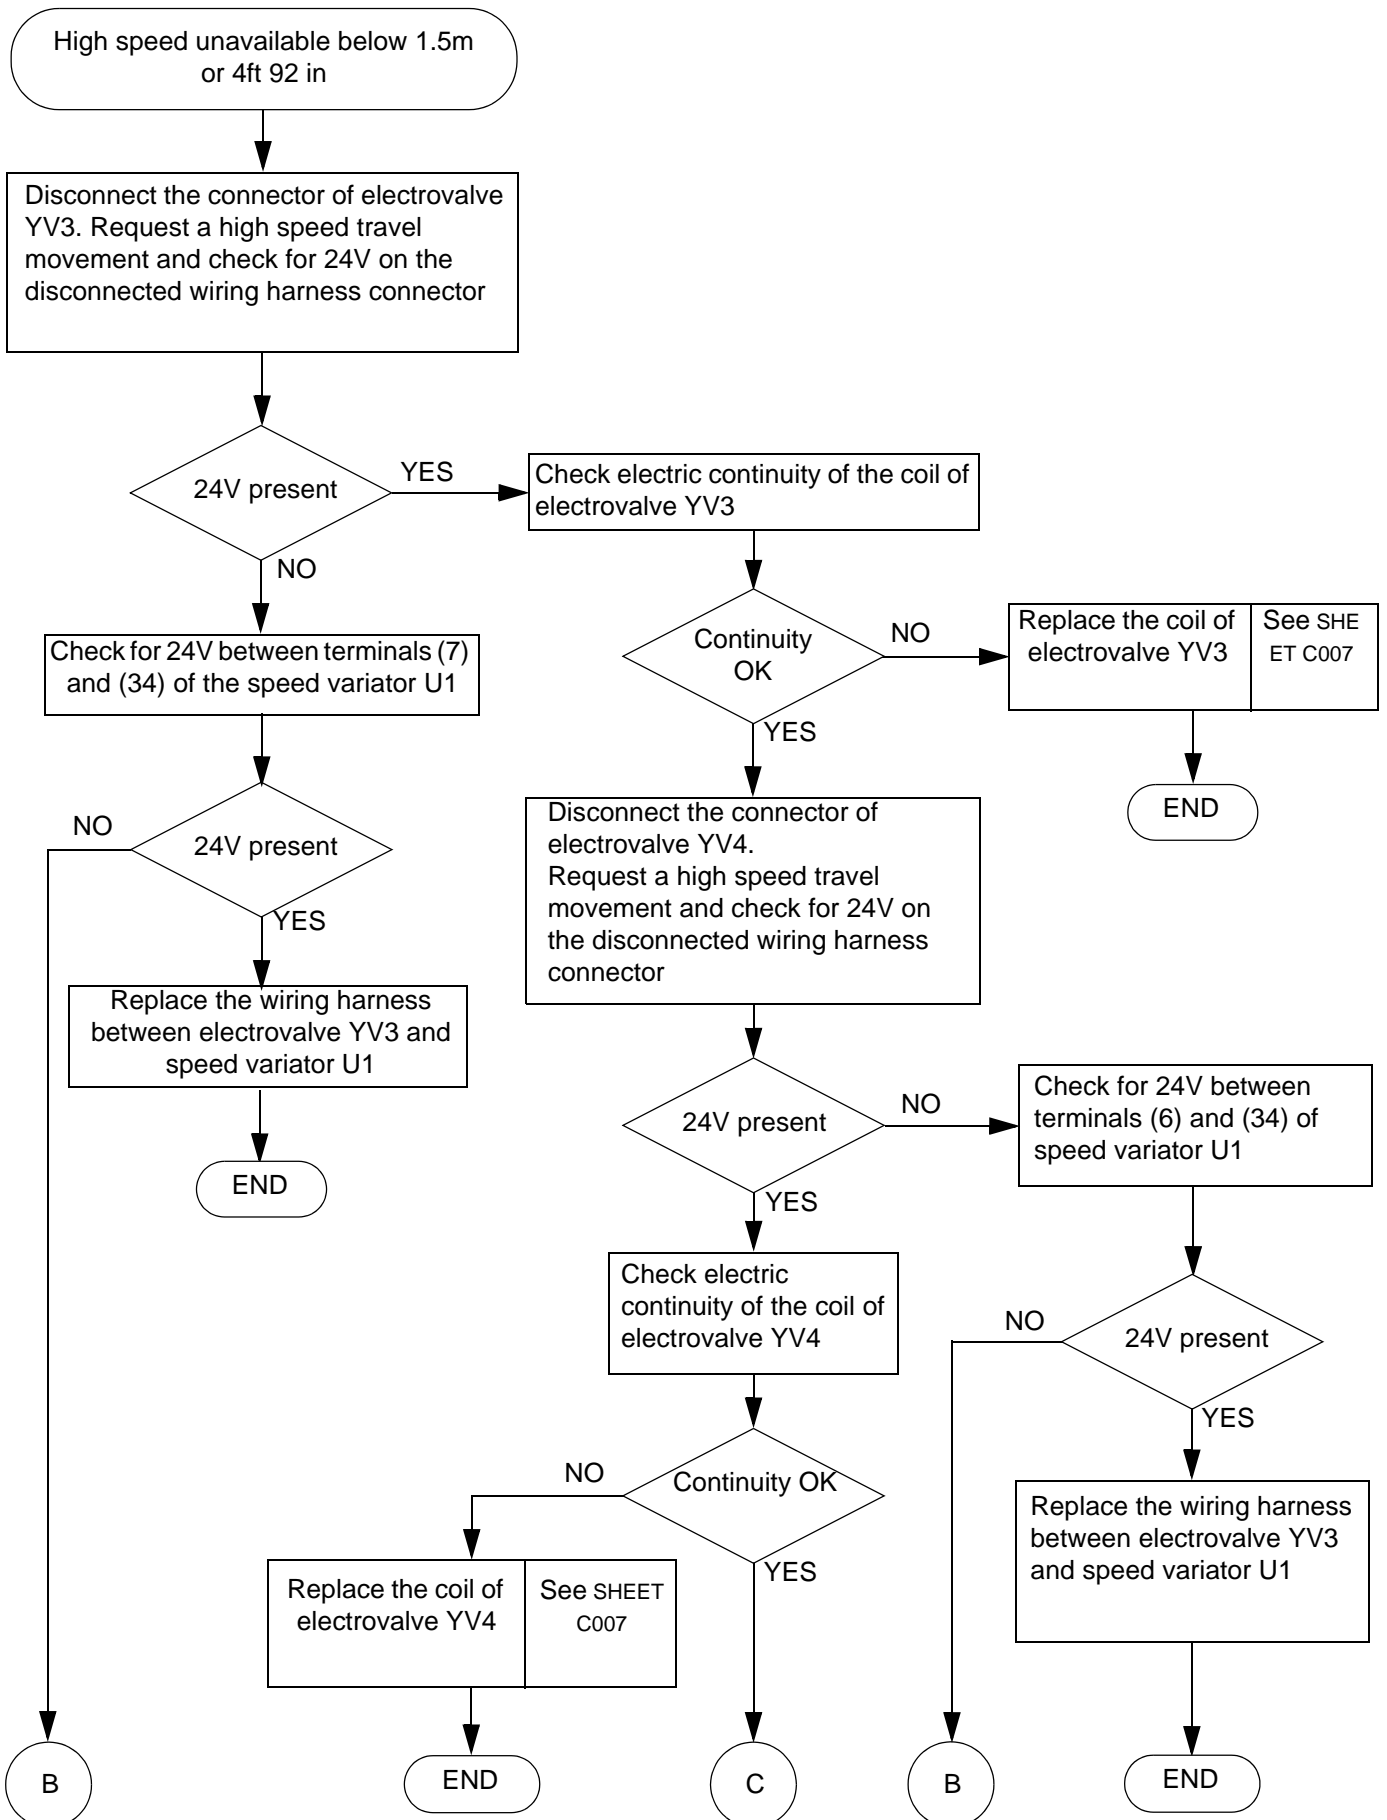 High speed unavailable below 1.5m
or 4ft 92 in
Disconnect the connector of electrovalve
YV3. Request a high speed travel
movement and check for 24V on the
disconnected wiring harness connector
24V present
YES
NO
Check electric continuity of the coil of
electrovalve YV3
Continuity
OK
NO
YES
Replace the coil of
electrovalve YV3
See SHE
ET C007
END
Check for 24V between terminals (7)
and (34) of the speed variator U1
24V present
NO
YES
Replace the wiring harness
between electrovalve YV3 and
speed variator U1
END
Disconnect the connector of
electrovalve YV4.
Request a high speed travel
movement and check for 24V on
the disconnected wiring harness
connector
24V present
NO
YES
Check for 24V between
terminals (6) and (34) of
speed variator U1
24V present
NO
YES
Replace the wiring harness
between electrovalve YV3
and speed variator U1
Check electric
continuity of the coil of
electrovalve YV4
Continuity OK
NO
YES
Replace the coil of
electrovalve YV4
See SHEET
C007
B
END
C
B
END